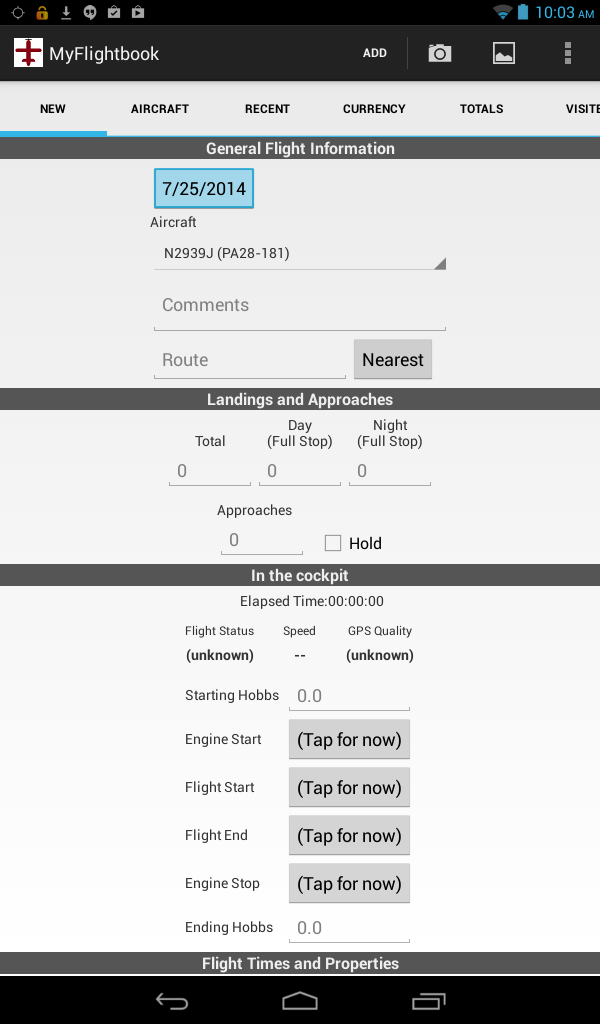 10:03 AM
MyFlightbook
ADD
NEW AIRCRAFT RECENT CURRENCY TOTALS VISITE
General Flight Information
7/25/2014
Aircraft
N2939J (PA28-181)
Comments
Route Nearest
Landings and Approaches
Total Day (Full Stop) Night (Full Stop)
0 0 0
Approaches
0 Hold
In the cockpit
Elapsed Time:00:00:00
Flight Status Speed GPS Quality
(unknown) -- (unknown)
Starting Hobbs 0.0
Engine Start (Tap for now)
Flight Start (Tap for now)
Flight End (Tap for now)
Engine Stop (Tap for now)
Ending Hobbs 0.0
Flight Times and Properties